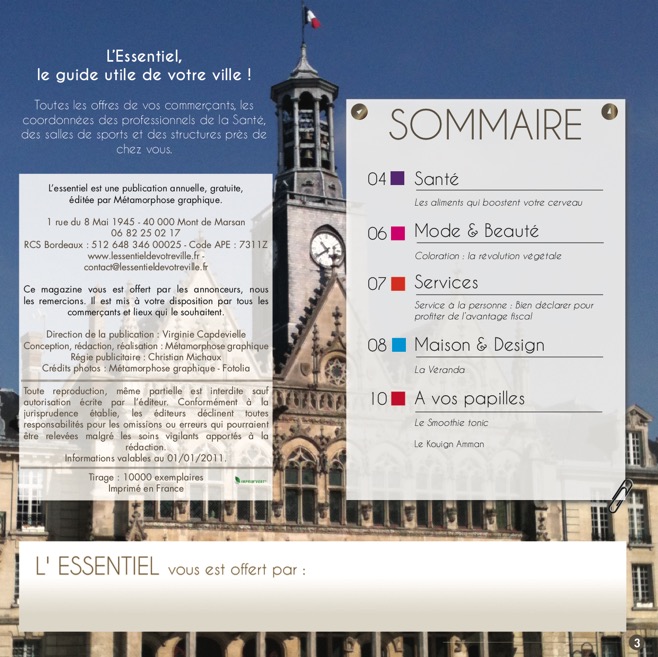 L'Essentiel,
le guide utile de votre ville !
Toutes les offres de vos commerçants, les
coordonnées des professionnels de la Santé,
des salles de sports et des structures près de
chez vous.
L'essentiel est une publication annuelle, gratuite,
éditée par Métamorphose graphique.
1 rue du 8 Mai 1945 - 40 000 Mont de Marsan
06 82 25 02 17
RCS Bordeaux : 512 648 346 00025 - Code APE : 7311Z
www.lessentieldevotreville.fr -
contact@lessentieldevotreville.fr
Ce magazine vous est offert par les annonceurs, nous
les remercions. Il est mis à votre disposition par tous les
commerçants et lieux qui le souhaitent.
Direction de la publication : Virginie Capdevielle
Conception, rédaction, réalisation : Métamorphose graphique
Régie publicitaire : Christian Michaux
Crédits photos : Métamorphose graphique - Fotolia
Toute reproduction, même partielle est interdite sauf
autorisation écrite par l'éditeur. Conformément à la
jurisprudence établie, les éditeurs déclinent toutes
responsabilités pour les omissions ou erreurs qui pourraient
être relevées malgré les soins vigilants apportés à la
rédaction.
Informations valables au 01/01/2011.
Tirage : 10000 exemplaires
Imprimé en France
SOMMAIRE
04 Santé
Les aliments qui boostent votre cerveau
06 Mode & Beauté
Coloration : la révolution végétale
07 Services
Service à la personne : Bien déclarer pour
profiter de l'avantage fiscal
08 Maison & Design
La Véranda
10 A vos papilles
Le Smoothie tonic
Le Kouign Amman
L' ESSENTIEL vous est offert par :
3